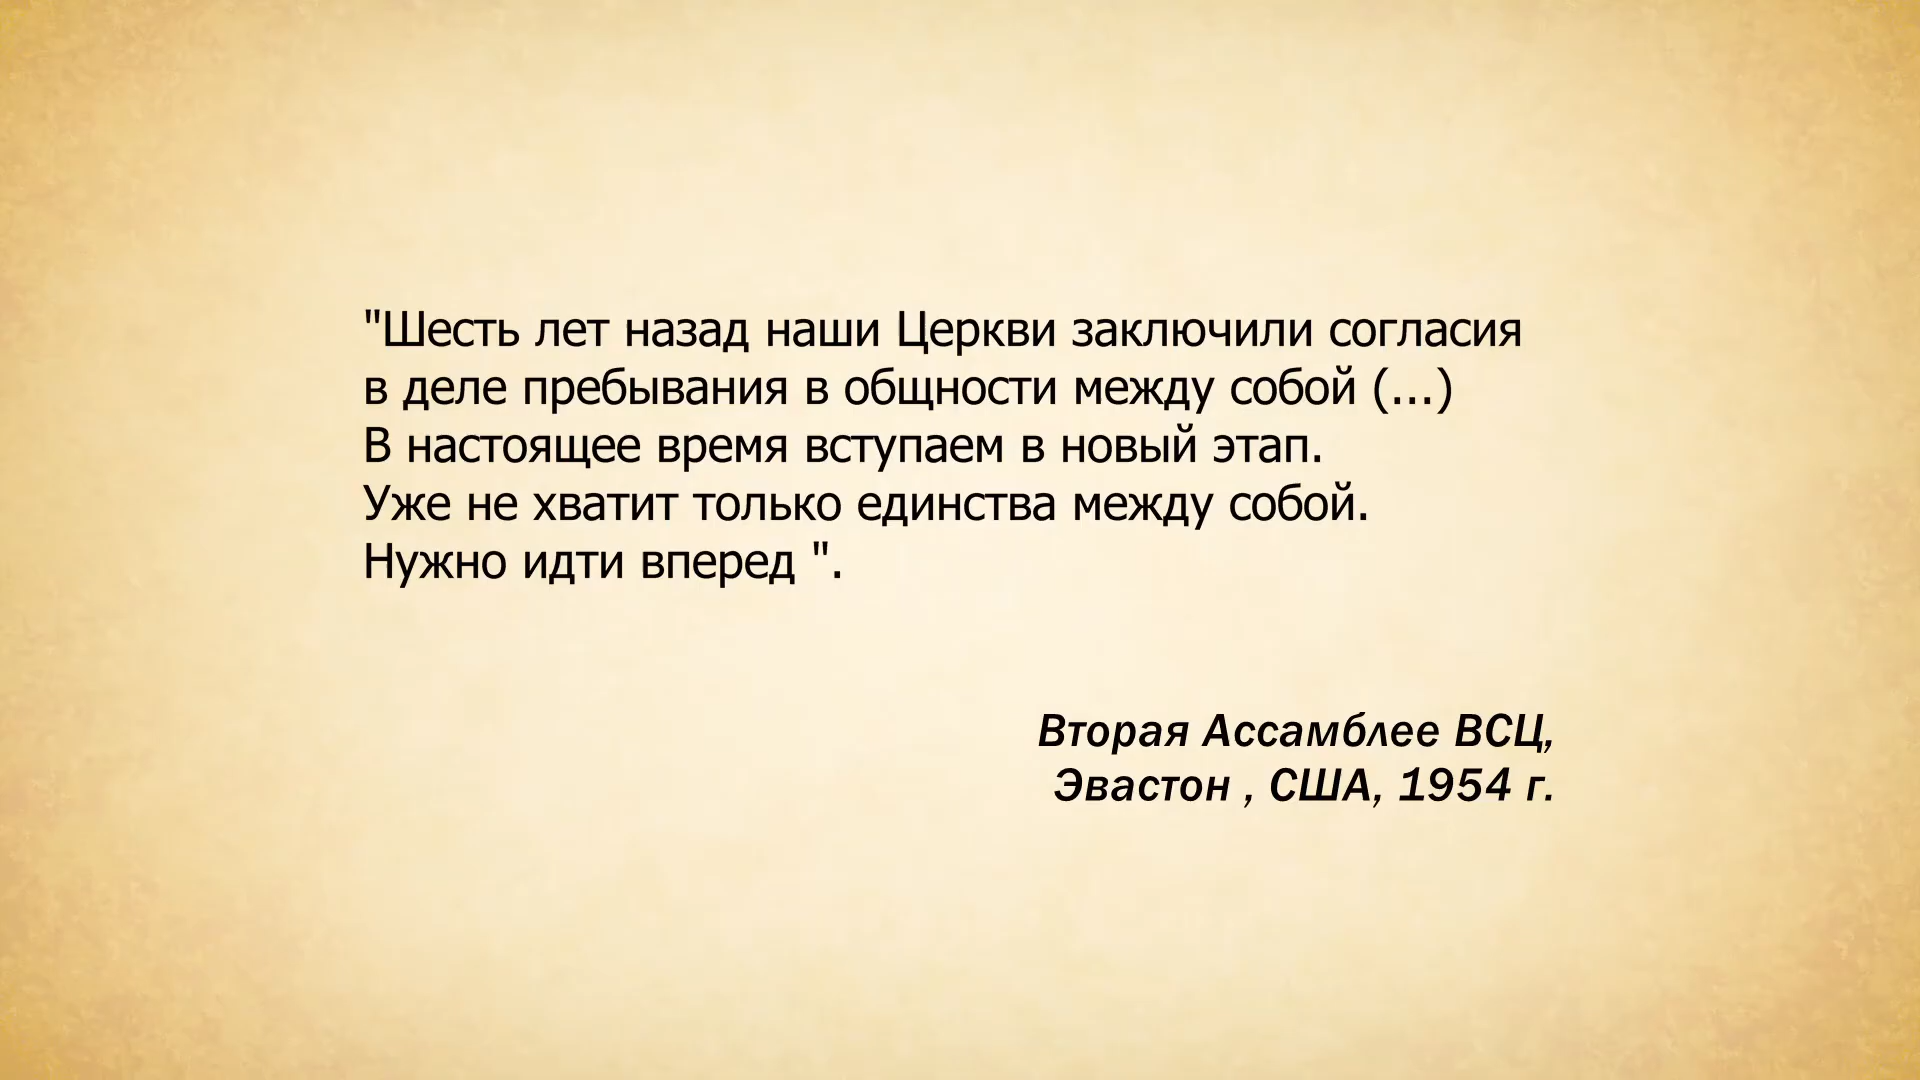 "Шесть лет назад наши Церкви заключили согласия
в деле пребывания в общности между собой (...)
В настоящее время вступаем в новый этап.
Уже не хватит только единства между собой.
Нужно идти вперед ".
Вторая Ассамблее ВСЦ,
Эвастон , США, 1954 г.